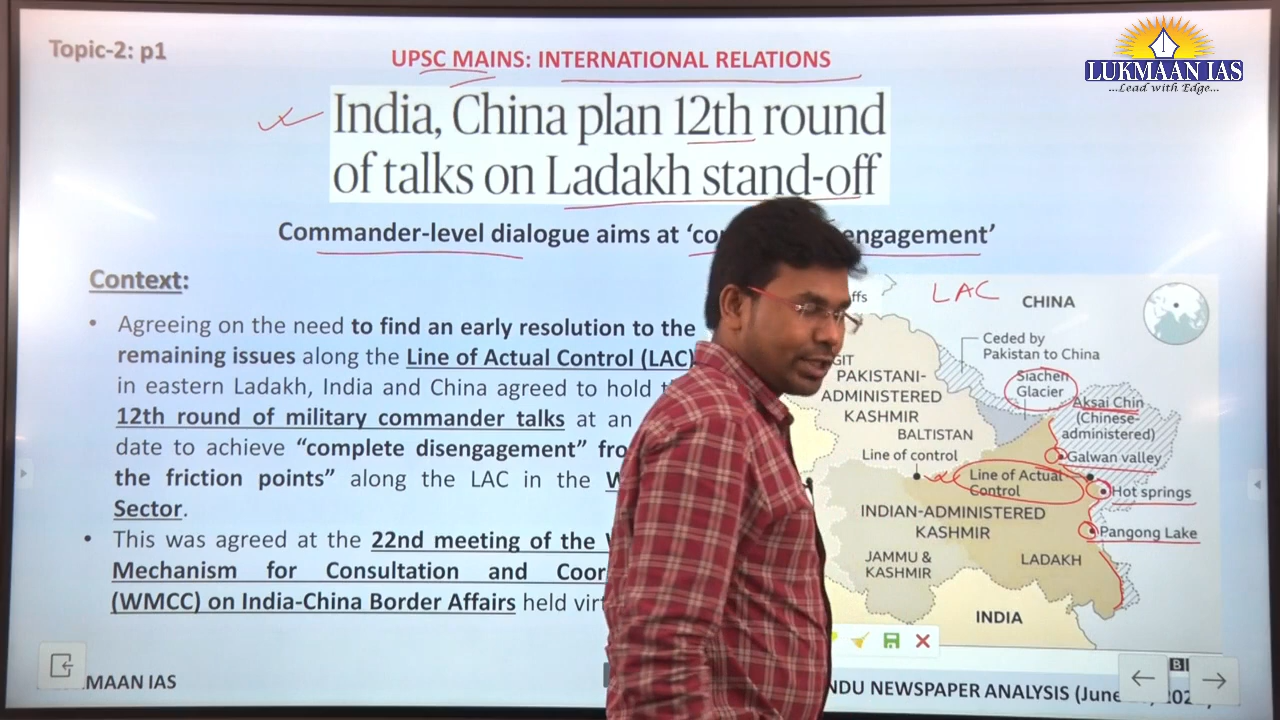 Topic-2: p1
UPSC MAINS: INTERNATIONAL RELATIONS
LUKMAAN IAS
...Lead with Edge...
India, China plan 12th round
of talks on Ladakh stand-off
Commander-level dialogue aims at ‘co engagement’
Context:
• Agreeing on the need to find an early resolution to the
remaining issues along the Line of Actual Control (LAC)
in eastern Ladakh, India and China agreed to hold
12th round of military commander talks at an
date to achieve “complete disengagement”
the friction points” along the LAC in the
Sector.
• This was agreed at the 22nd meeting of the
Mechanism for Consultation and
(WMCC) on India-China Border Affairs held
LAC
CHINA
Ceded by
Pakistan to China
PAKISTANI-
ADMINISTERED
KASHMIR
Siachen
Glacier
Aksai Chin
(Chinese-
administered)
BALTISTAN
Line of control
Galwan valley
Line of Actual
Control
Hot springs
INDIAN-ADMINISTERED
KASHMIR
Pangong Lake
JAMMU &
KASHMIR
LADAKH
INDIA
MAAN IAS
NDU NEWSPAPER ANALYSIS (June